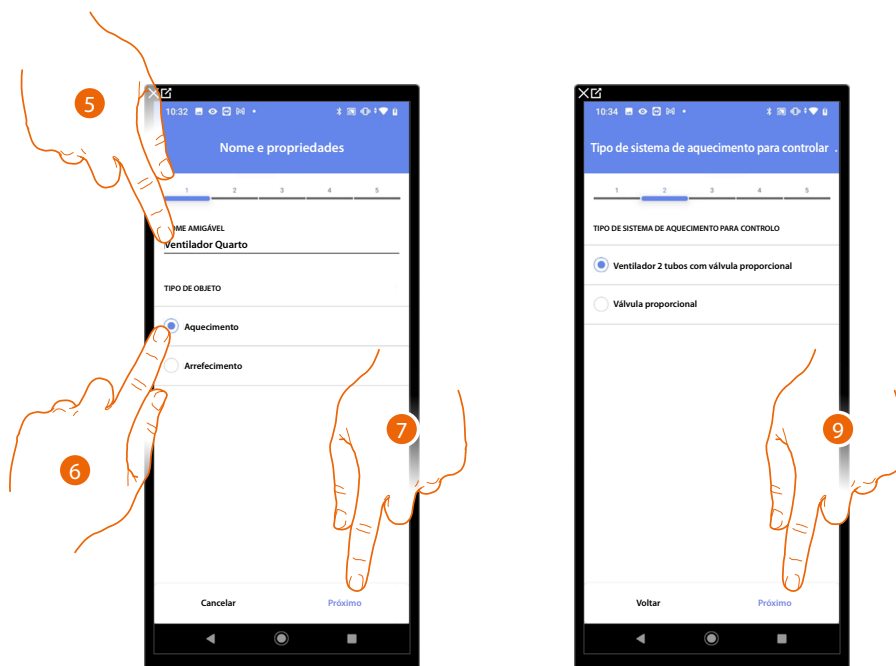 5
10:32
Nome e propriedades
1 2 3 4 5
OME AMIGÁVEL
Ventilador Quarto
TIPO DE OBJETO
Aquecimento
Arrefecimento
6
7
Cancelar Próximo
10:34
Tipo de sistema de aquecimento para controlar .
1 2 3 4 5
TIPO DE SISTEMA DE AQUECIMENTO PARA CONTROLO
Ventilador 2 tubos com válvula proporcional
Válvula proporcional
9
Voltar Próximo